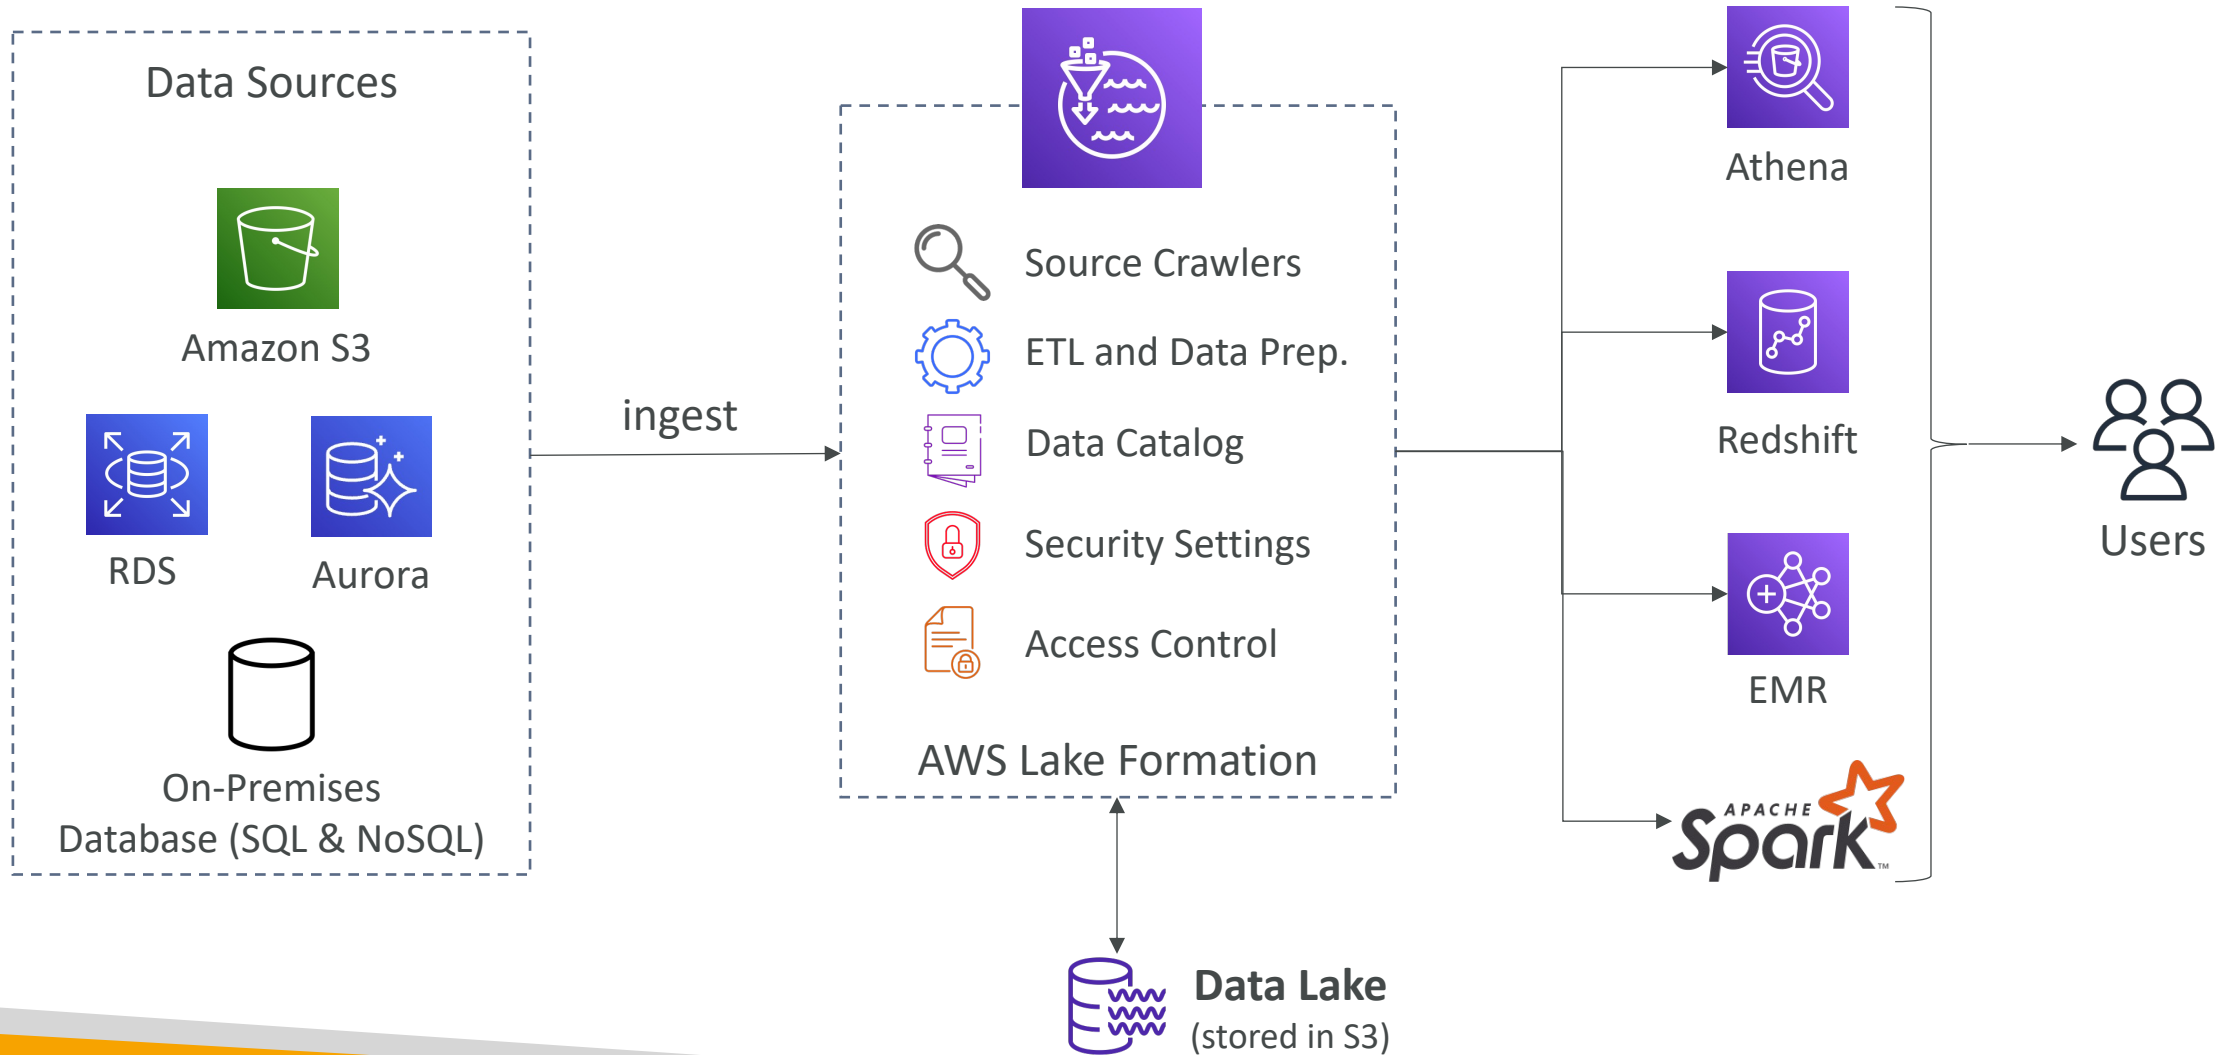 Data Sources
Amazon S3
RDS
Aurora
On-Premises
Database (SQL & NoSQL)
ingest
Source Crawlers
ETL and Data Prep.
Data Catalog
Security Settings
Access Control
AWS Lake Formation
Data Lake
(stored in S3)
Athena
Redshift
EMR
APACHE
Spark™
Users